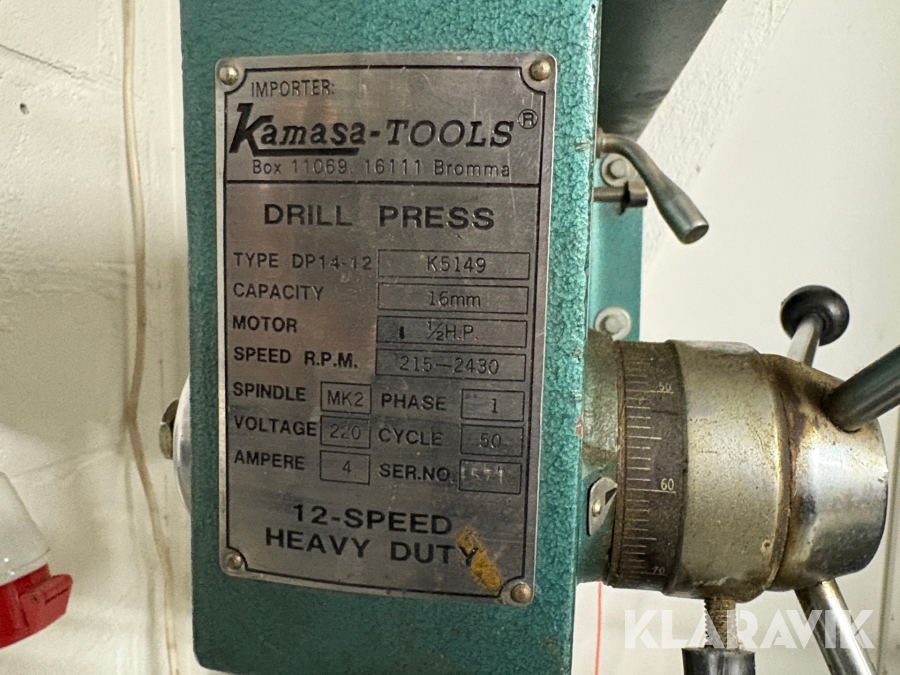 IMPORTER:
Kamasa-TOOLS®
Box 11069. 16111 Bromma
DRILL PRESS
TYPE DP14-12 K5149
CAPACITY 16mm
MOTOR ½H.P.
SPEED R.P.M. 215-2430
SPINDLE MK2 PHASE 1
VOLTAGE 220 CYCLE 50
AMPERE 4 SER.NO.
12-SPEED
HEAVY DUTY
50
60
70
KLARAVIK